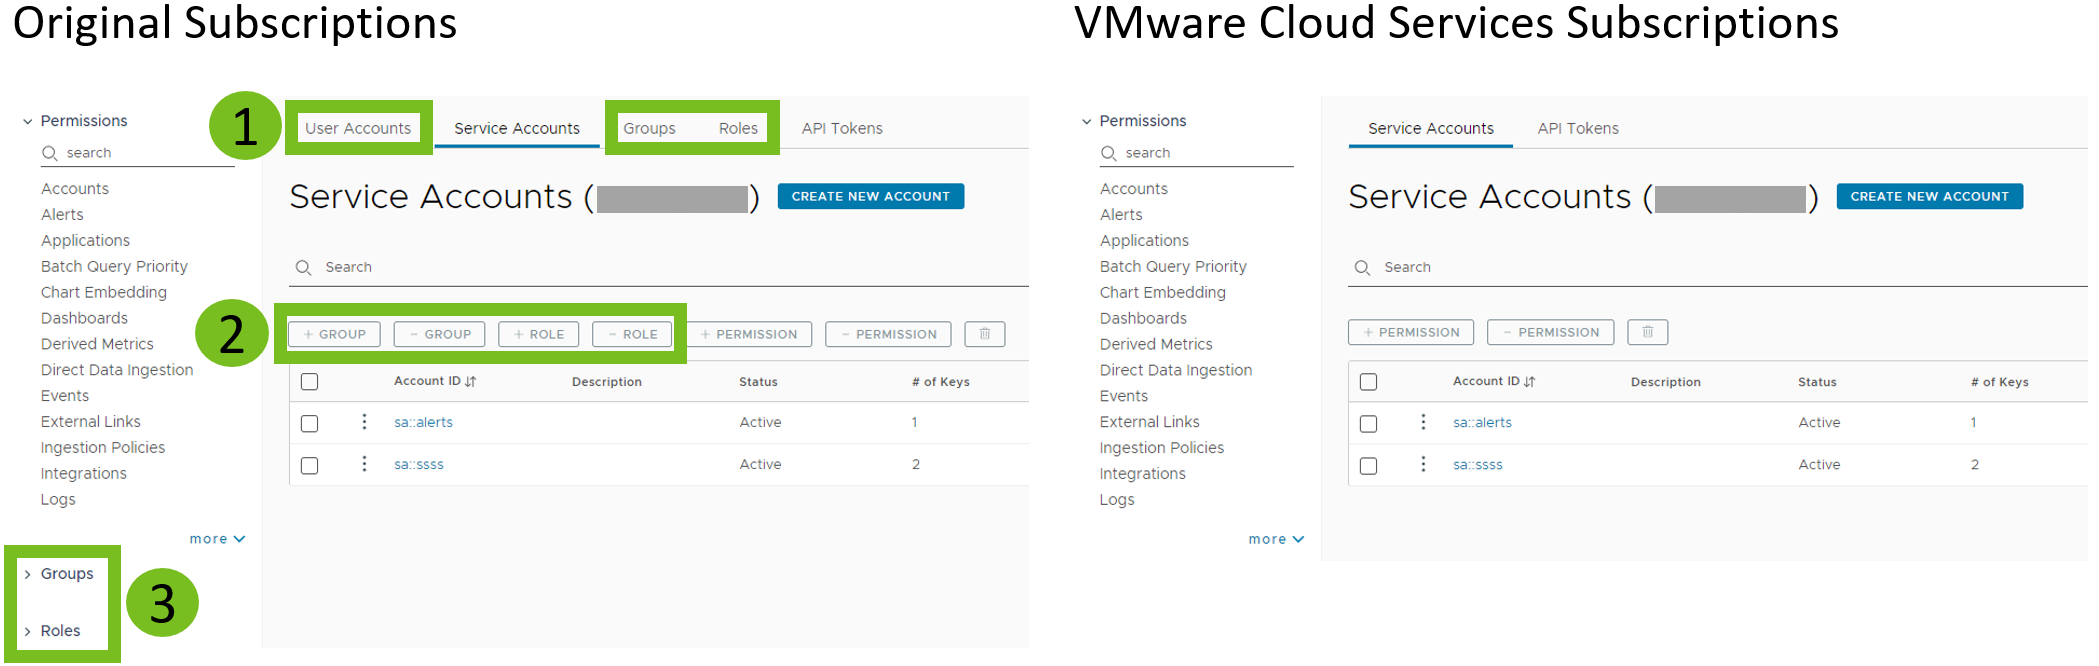 Original Subscriptions
Permissions
search
Accounts
Alerts
Applications
Batch Query Priority
Chart Embedding
Dashboards
Derived Metrics
Direct Data Ingestion
Events
External Links
Ingestion Policies
Integrations
Logs
more
Groups
Roles
1
2
3
User Accounts Service Accounts Groups Roles API Tokens
Service Accounts ( ) CREATE NEW ACCOUNT
Search
+ GROUP - GROUP + ROLE - ROLE + PERMISSION - PERMISSION
Account ID Description Status # of Keys
sa::alerts Active 1
sa::ssss Active 2
VMware Cloud Services Subscriptions
Permissions
search
Accounts
Alerts
Applications
Batch Query Priority
Chart Embedding
Dashboards
Derived Metrics
Direct Data Ingestion
Events
External Links
Ingestion Policies
Integrations
Logs
more
Service Accounts API Tokens
Service Accounts ( ) CREATE NEW ACCOUNT
Search
+ PERMISSION - PERMISSION
Account ID Description Status # of Keys
sa::alerts Active 1
sa::ssss Active 2